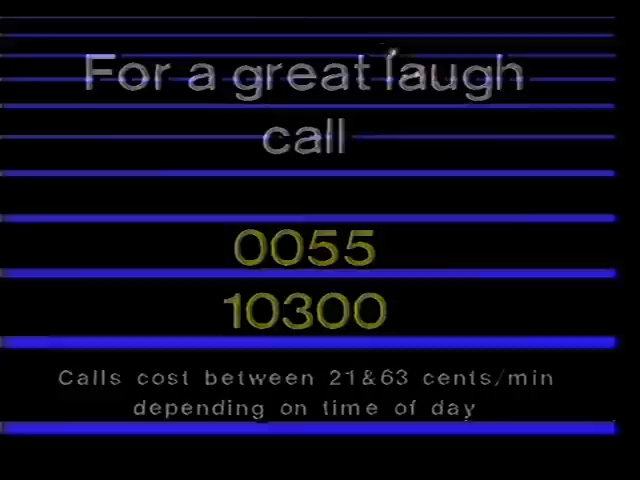 For a great laugh
call
0055
10300
Calls cost between 21&63 cents/min
depending on time of day